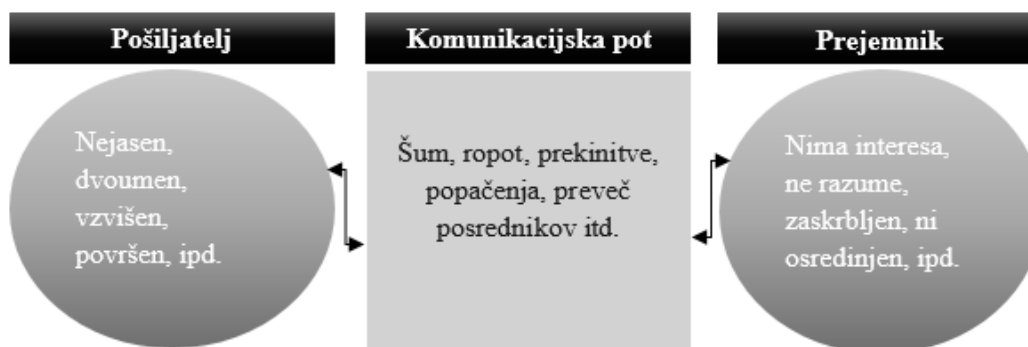 Pošiljatelj
Nejasen,
dvoumen,
vzvišen,
površen, ipd.
Komunikacijska pot
Šum, ropot, prekinitve,
popačenja, preveč
posrednikov itd.
Prejemnik
Nima interesa,
ne razume,
zaskrbljen, ni
osredinjen, ipd.